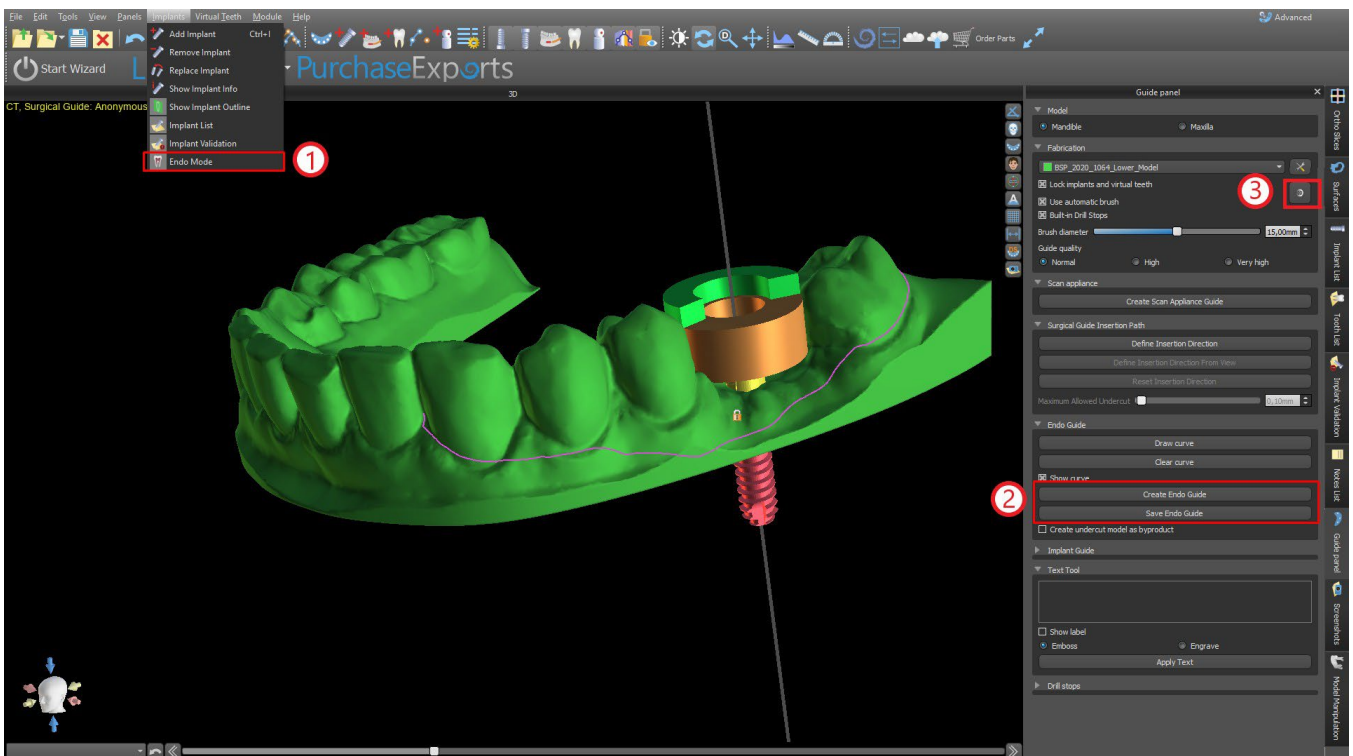 File Edit Tools View Panels Implants Virtual Teeth Module Help
Advanced
Add Implant Ctrl+I
Remove Implant
Replace Implant
Show Implant Info
Show Implant Outline
Implant List
Implant Validation
Endo Mode
1
Order Parts
Start Wizard
L
PurchaseExports
3D
CT, Surgical Guide: Anonymous
Guide panel
Model
Mandible Maxilla
Fabrication
BSP_2020_1064_Lower_Model
Lock implants and virtual teeth
3
Use automatic brush
Built-in Drill Stops
Brush diameter 15,00mm
Guide quality
Normal High Very high
Scan appliance
Create Scan Appliance Guide
Surgical Guide Insertion Path
Define Insertion Direction
Define Insertion Direction From View
Reset Insertion Direction
Maximum Allowed Undercut 0,10mm
Endo Guide
Draw curve
Clear curve
Show curve
2
Create Endo Guide
Save Endo Guide
Create undercut model as byproduct
Implant Guide
Text Tool
Show label
Emboss Engrave
Apply Text
Drill stops
Ortho Slices
Surfaces
Implant List
Tooth List
Implant Validation
Notes List
Guide panel
Screenshots
Model Manipulation